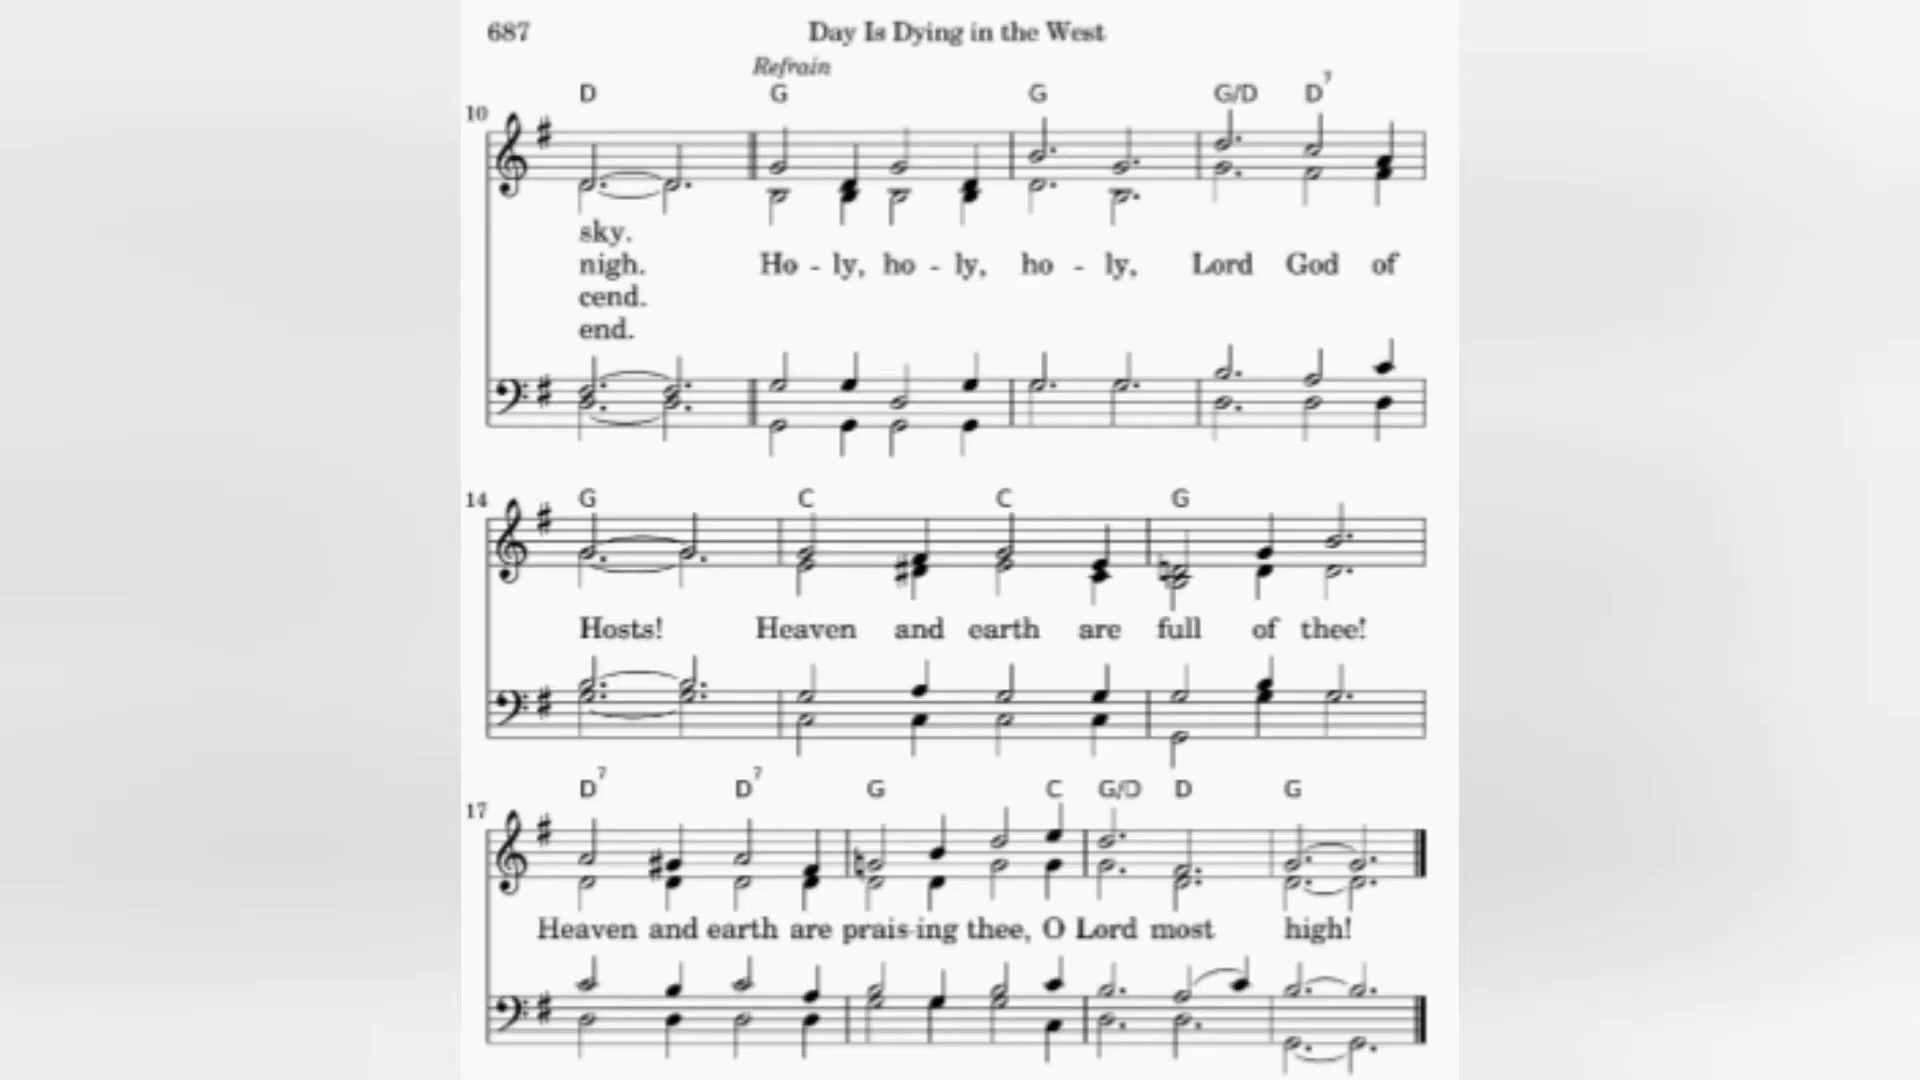 687 Day Is Dying in the West
Refrain
D G G G/D D7
10
sky.
nigh. Ho - ly, ho - ly, ho - ly, Lord God of
cend.
end.
G C C G
14
Hosts! Heaven and earth are full of thee!
D7 D7 G C G/D D G
17
Heaven and earth are prais-ing thee, O Lord most high!